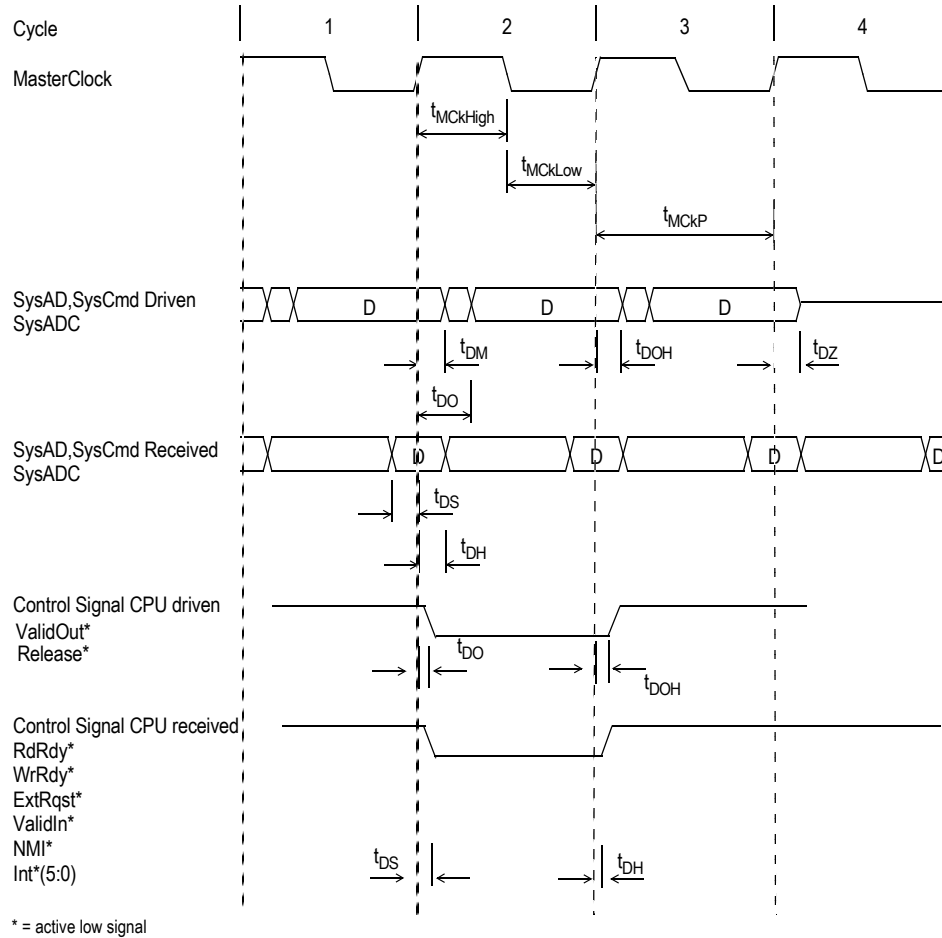 Cycle 1 2 3 4
MasterClock
tMCkHigh
tMCkLow
tMCkP
SysAD,SysCmd Driven
SysADC
D D D
tDM tDOH tDZ
tDO
SysAD,SysCmd Received
SysADC
D D D D
tDS
tDH
Control Signal CPU driven
ValidOut*
Release*
tDO
tDOH
Control Signal CPU received
RdRdy*
WrRdy*
ExtRqst*
ValidIn*
NMI*
Int*(5:0)
tDS tDH
* = active low signal